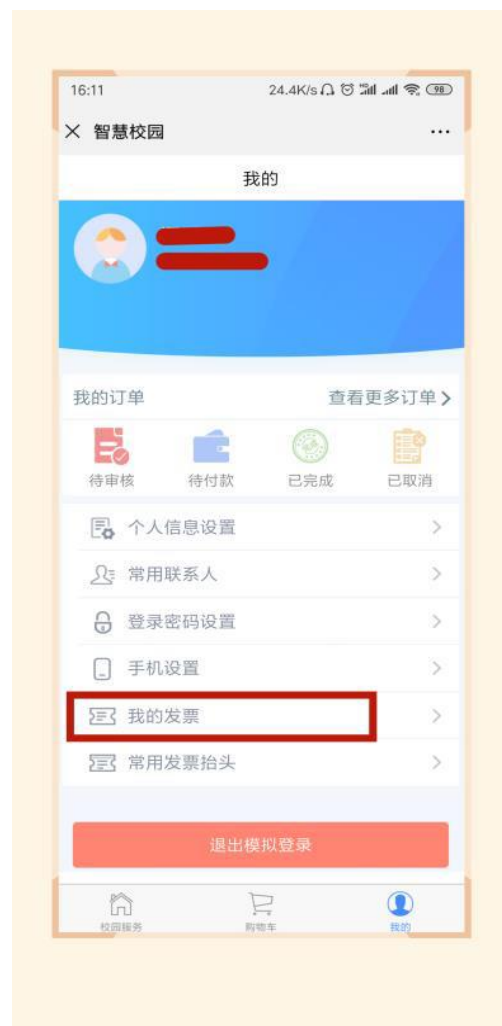 16:11 24.4K/s 98
智慧校园 ...
我的
我的订单 查看更多订单
待审核 待付款 已完成 已取消
个人信息设置
常用联系人
登录密码设置
手机设置
我的发票
常用发票抬头
退出模拟登录
校园服务 购物车 我的